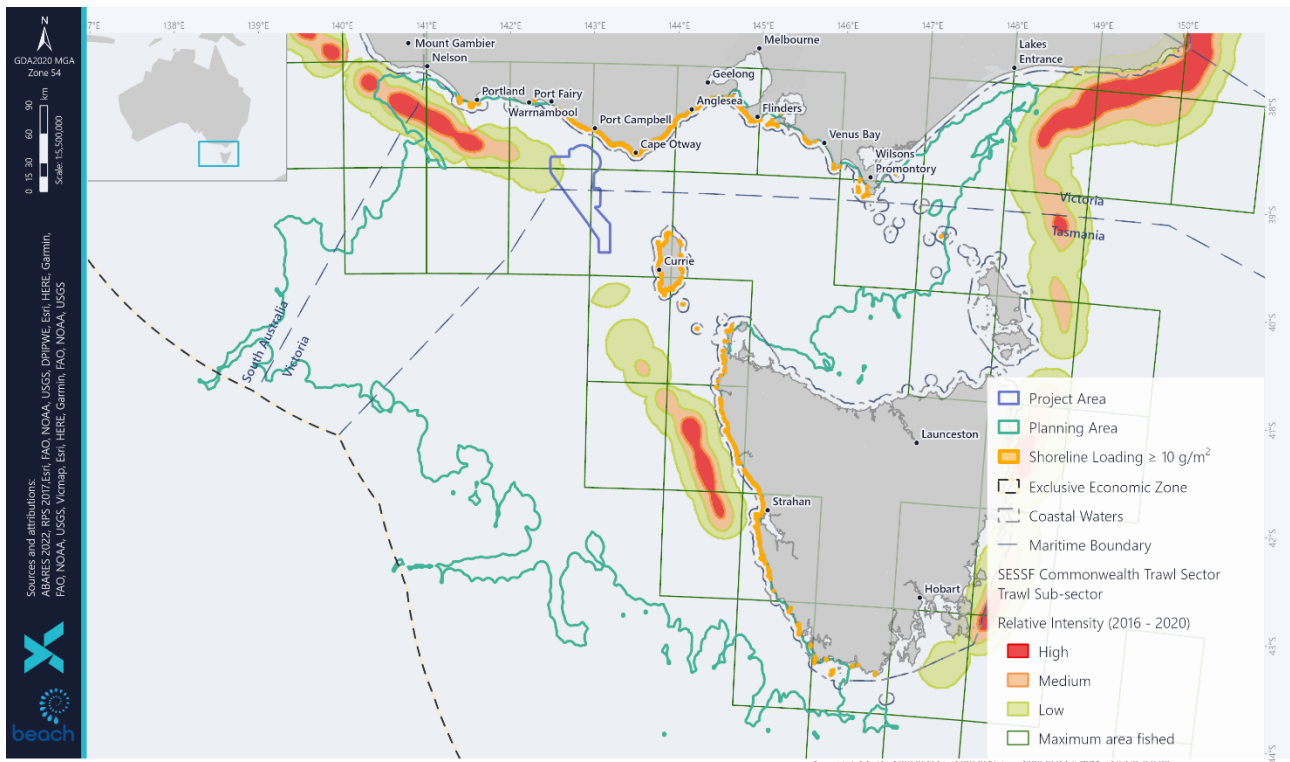 N
GDA2020 MGA
Zone 54
0 15 30 60 90
km
Scale: 1:5,500,000
Sources and attributions:
ABARES 2022, RPS 2017,Esri, FAO, NOAA, USGS, DPIPWE, Esri, HERE, Garmin,
FAO, NOAA, USGS, Vicmap, Esri, HERE, Garmin, FAO, NOAA, USGS
beach
7°E 138°E 139°E 140°E 141°E 142°E 143°E 144°E 145°E 146°E 147°E 148°E 149°E 150°E
Mount Gambier
Nelson
Portland
Port Fairy
Warrnambool
Port Campbell
Cape Otway
Melbourne
Geelong
Anglesea
Flinders
Venus Bay
Wilsons
Promontory
Lakes
Entrance
38°S
39°S
40°S
41°S
42°S
43°S
44°S
Victoria
Tasmania
Currie
South Australia
Victoria
Launceston
Strahan
Hobart
Project Area
Planning Area
Shoreline Loading ≥ 10 g/m²
Exclusive Economic Zone
Coastal Waters
Maritime Boundary
SESSF Commonwealth Trawl Sector
Trawl Sub-sector
Relative Intensity (2016 - 2020)
High
Medium
Low
Maximum area fished